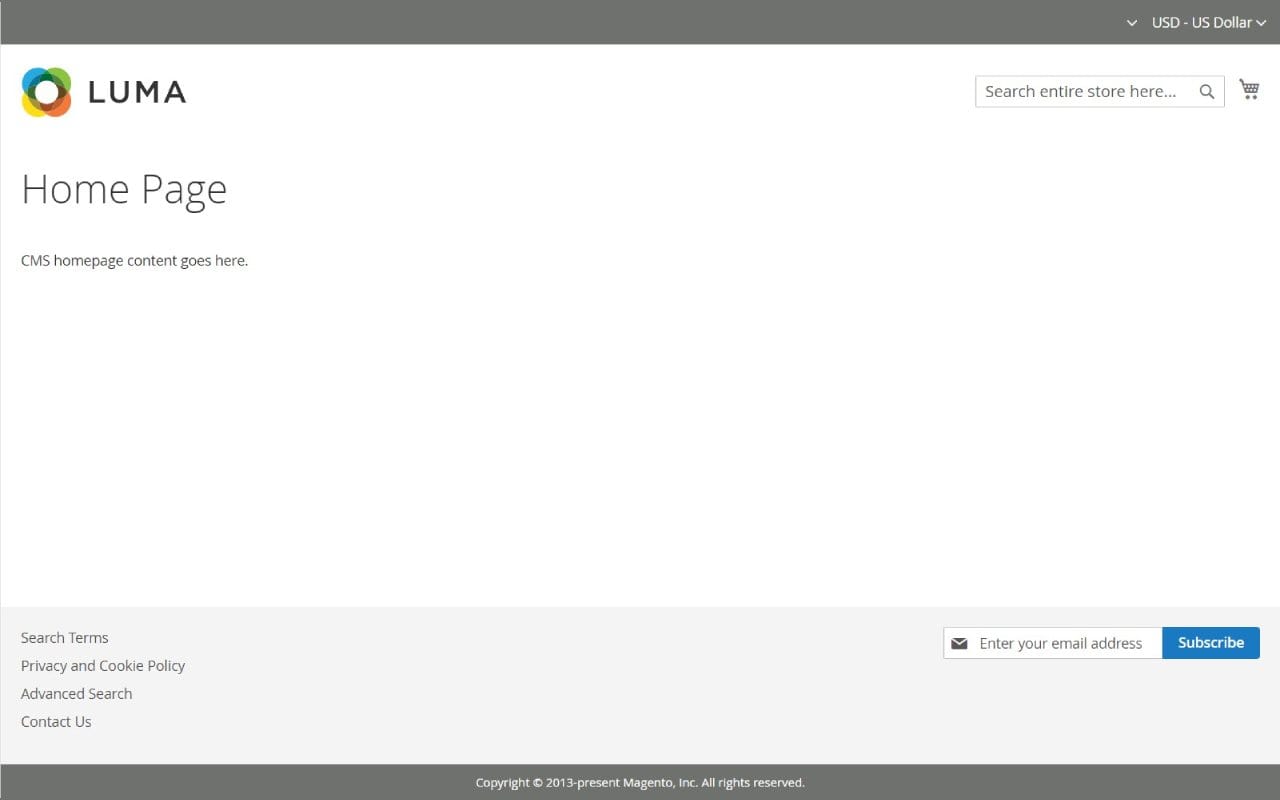 USD - US Dollar
LUMA
Search entire store here...
Home Page
CMS homepage content goes here.
Search Terms
Privacy and Cookie Policy
Advanced Search
Contact Us
Enter your email address
Subscribe
Copyright © 2013-present Magento, Inc. All rights reserved.